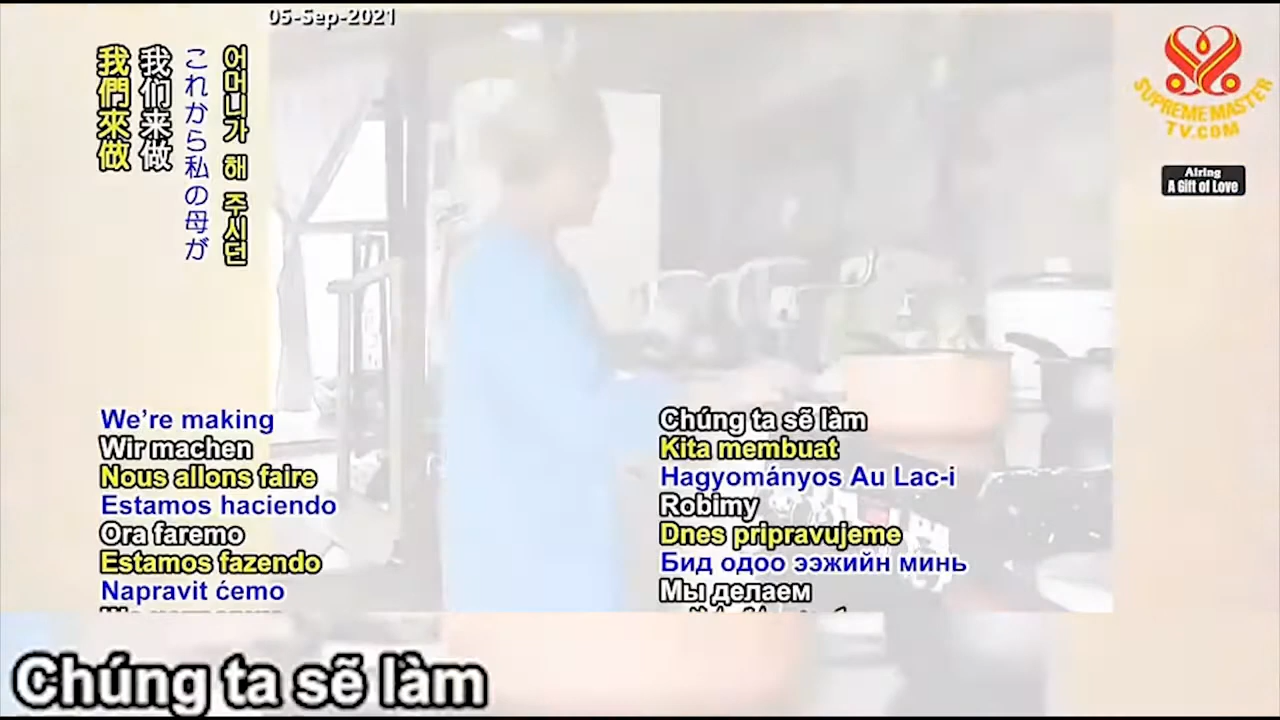 05-Sep-2021
我們來做
我们来做
これから私の母が
어머니가 해 주시던
SUPREME MASTER
TV.COM
Airing
A Gift of Love
We’re making
Wir machen
Nous allons faire
Estamos haciendo
Ora faremo
Estamos fazendo
Napravit ćemo
Chúng ta sẽ làm
Kita membuat
Hagyományos Au Lac-i
Robimy
Dnes pripravujeme
Бид одоо ээжийн минь
Мы делаем
Chúng ta sẽ làm